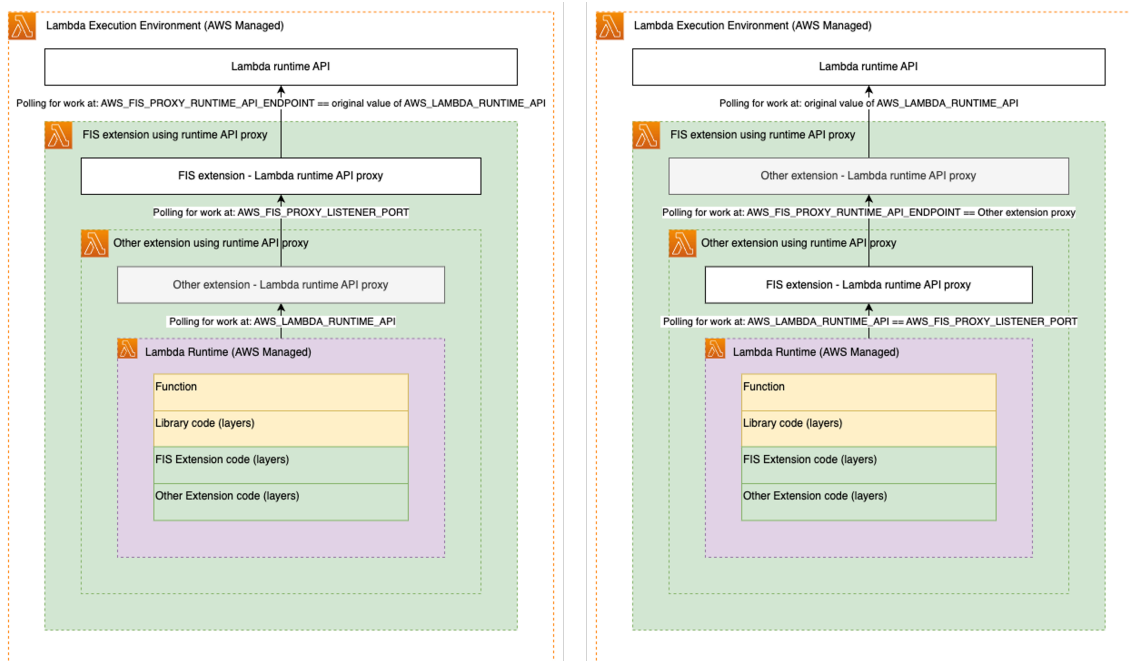 Lambda Execution Environment (AWS Managed)
Lambda runtime API
Polling for work at: AWS_FIS_PROXY_RUNTIME_API_ENDPOINT == original value of AWS_LAMBDA_RUNTIME_API
FIS extension using runtime API proxy
FIS extension - Lambda runtime API proxy
Polling for work at: AWS_FIS_PROXY_LISTENER_PORT
Other extension using runtime API proxy
Other extension - Lambda runtime API proxy
Polling for work at: AWS_LAMBDA_RUNTIME_API
Lambda Runtime (AWS Managed)
Function
Library code (layers)
FIS Extension code (layers)
Other Extension code (layers)
Lambda Execution Environment (AWS Managed)
Lambda runtime API
Polling for work at: original value of AWS_LAMBDA_RUNTIME_API
FIS extension using runtime API proxy
Other extension - Lambda runtime API proxy
Polling for work at: AWS_FIS_PROXY_RUNTIME_API_ENDPOINT == Other extension proxy
Other extension using runtime API proxy
FIS extension - Lambda runtime API proxy
Polling for work at: AWS_LAMBDA_RUNTIME_API == AWS_FIS_PROXY_LISTENER_PORT
Lambda Runtime (AWS Managed)
Function
Library code (layers)
FIS Extension code (layers)
Other Extension code (layers)